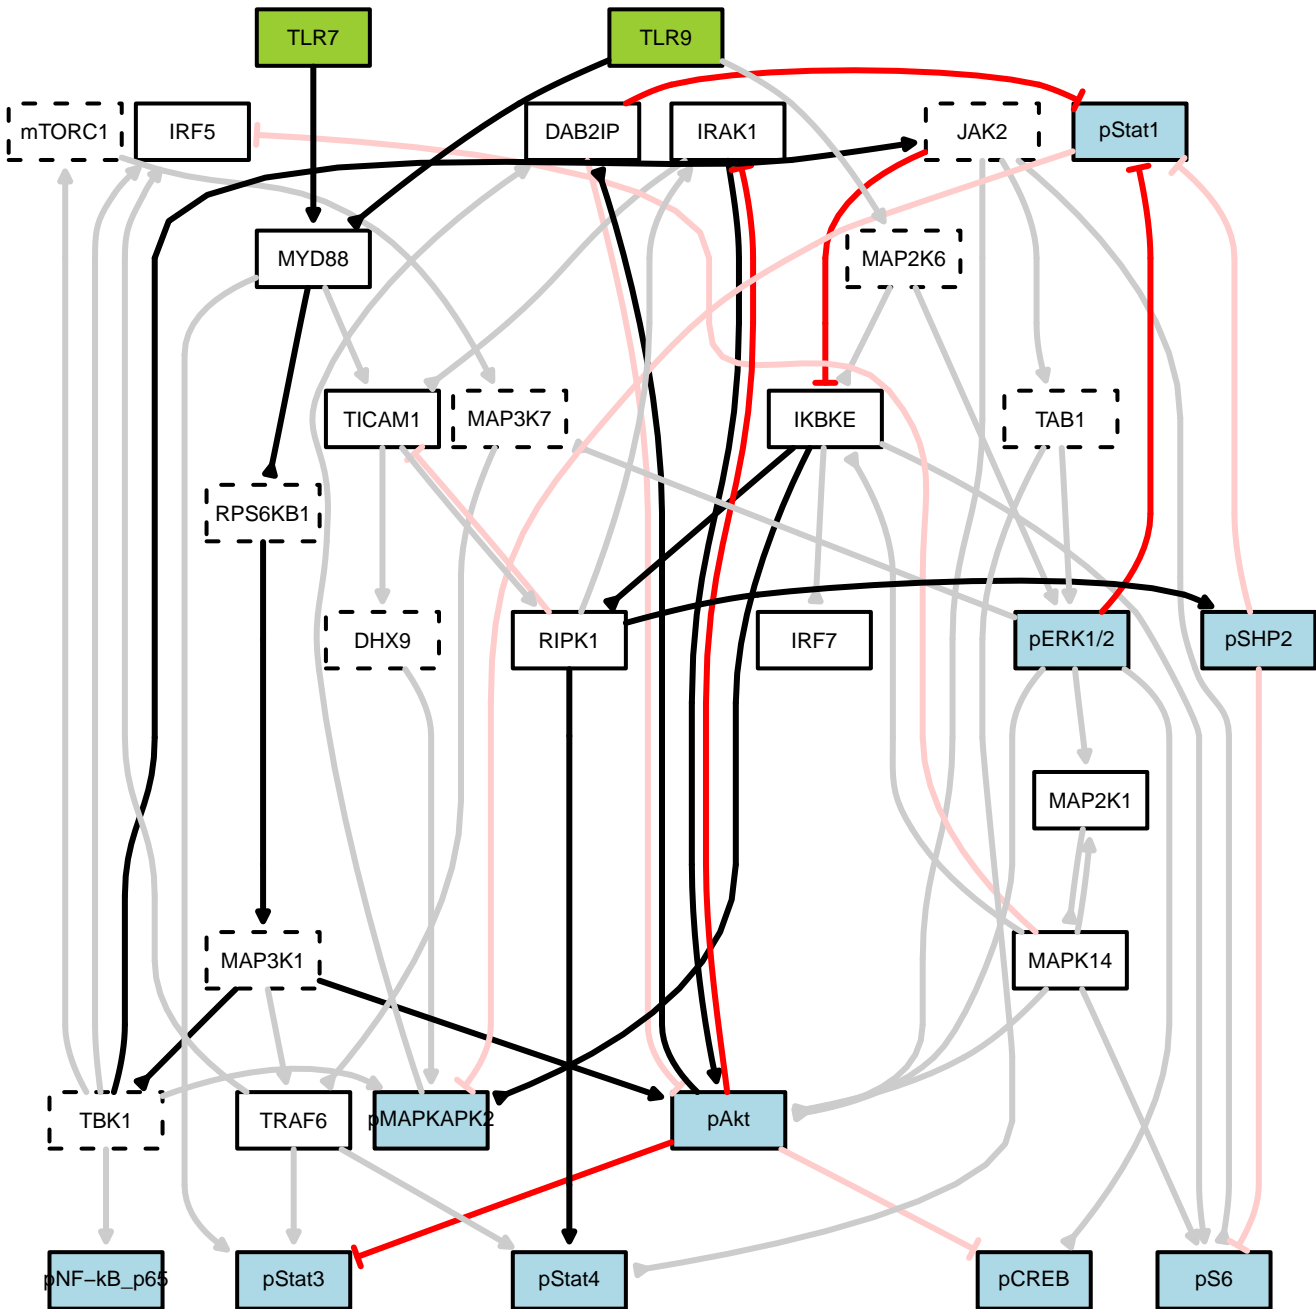 TLR7
TLR9
mTORC1
IRF5
DAB2IP
IRAK1
JAK2
pStat1
MYD88
MAP2K6
TICAM1
MAP3K7
IKBKE
TAB1
RPS6KB1
DHX9
RIPK1
IRF7
pERK1/2
pSHP2
MAP2K1
MAP3K1
MAPK14
TBK1
TRAF6
pMAPKAPK2
pAkt
pNF−kB_p65
pStat3
pStat4
pCREB
pS6